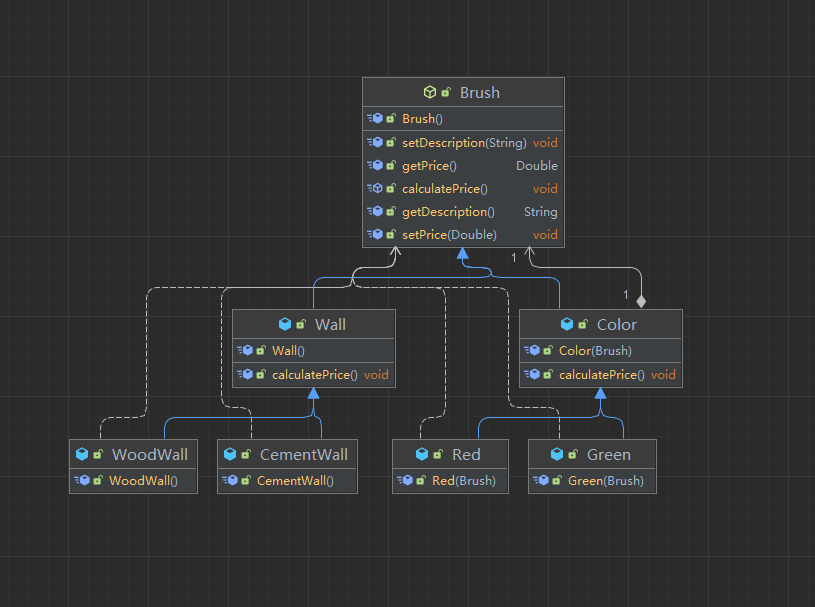 Brush
Brush()
setDescription(String) void
getPrice() Double
calculatePrice() void
getDescription() String
setPrice(Double) void
1
1
Wall
Wall()
calculatePrice() void
Color
Color(Brush)
calculatePrice() void
WoodWall
WoodWall()
CementWall
CementWall()
Red
Red(Brush)
Green
Green(Brush)